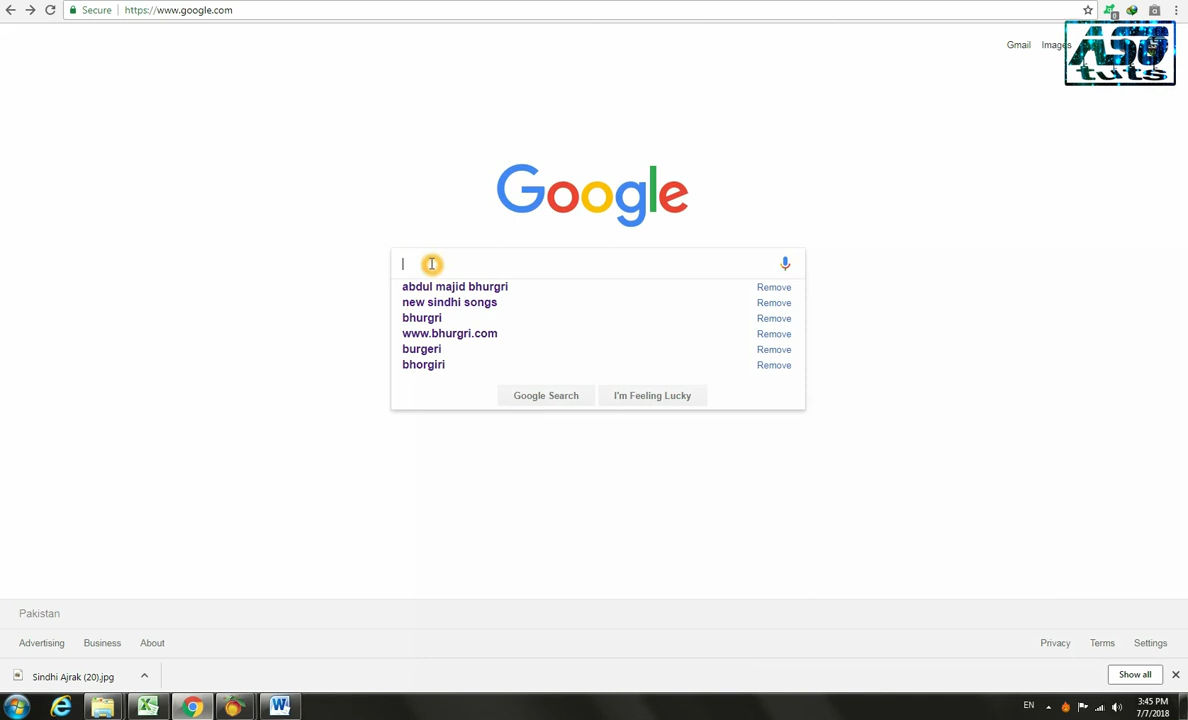 Secure
https://www.google.com
Gmail
Images
tuts
Google
abdul majid bhurgri
Remove
new sindhi songs
Remove
bhurgri
Remove
www.bhurgri.com
Remove
burgeri
Remove
bhorgiri
Remove
Google Search
I'm Feeling Lucky
Pakistan
Advertising
Business
About
Privacy
Terms
Settings
Sindhi Ajrak (20).jpg
Show all
EN
3:45 PM
7/7/2018